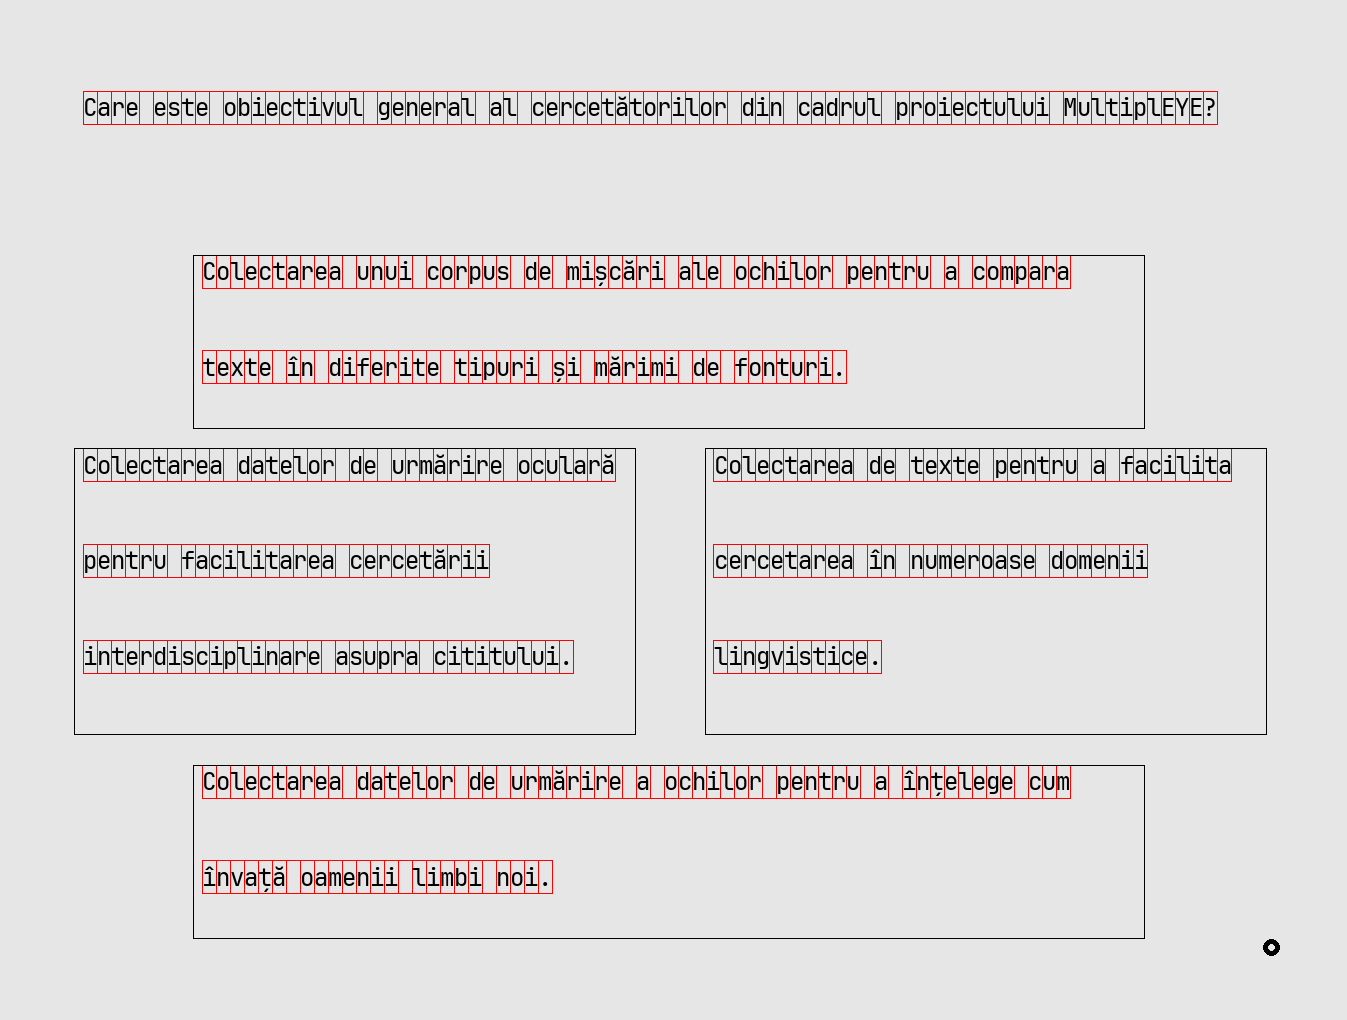 Care este obiectivul general al cercetătorilor din cadrul proiectului MultiplEYE?
Colectarea unui corpus de mișcări ale ochilor pentru a compara
texte în diferite tipuri și mărimi de fonturi.
Colectarea datelor de urmărire oculară
pentru facilitarea cercetării
interdisciplinare asupra cititului.
Colectarea de texte pentru a facilita
cercetarea în numeroase domenii
lingvistice.
Colectarea datelor de urmărire a ochilor pentru a înțelege cum
învață oamenii limbi noi.